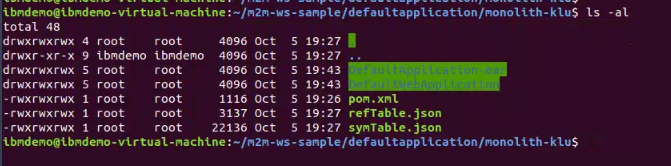 ibmdemo@ibmdemo-virtual-machine:~/m2m-ws-sample/defaultapplication/monolith-klu$ ls -al
total 48
drwxrwxrwx 4 root root 4096 Oct 5 19:27 .
drwxr-xr-x 9 ibmdemo ibmdemo 4096 Oct 5 19:27 ..
drwxrwxrwx 5 root root 4096 Oct 5 19:43 DefaultApplication-ear
drwxrwxrwx 5 root root 4096 Oct 5 19:43 DefaultWebApplication
-rwxrwxrwx 1 root root 1116 Oct 5 19:26 pom.xml
-rwxrwxrwx 1 root root 3137 Oct 5 19:27 refTable.json
-rwxrwxrwx 1 root root 22136 Oct 5 19:27 symTable.json
ibmdemo@ibmdemo-virtual-machine:~/m2m-ws-sample/defaultapplication/monolith-klu$